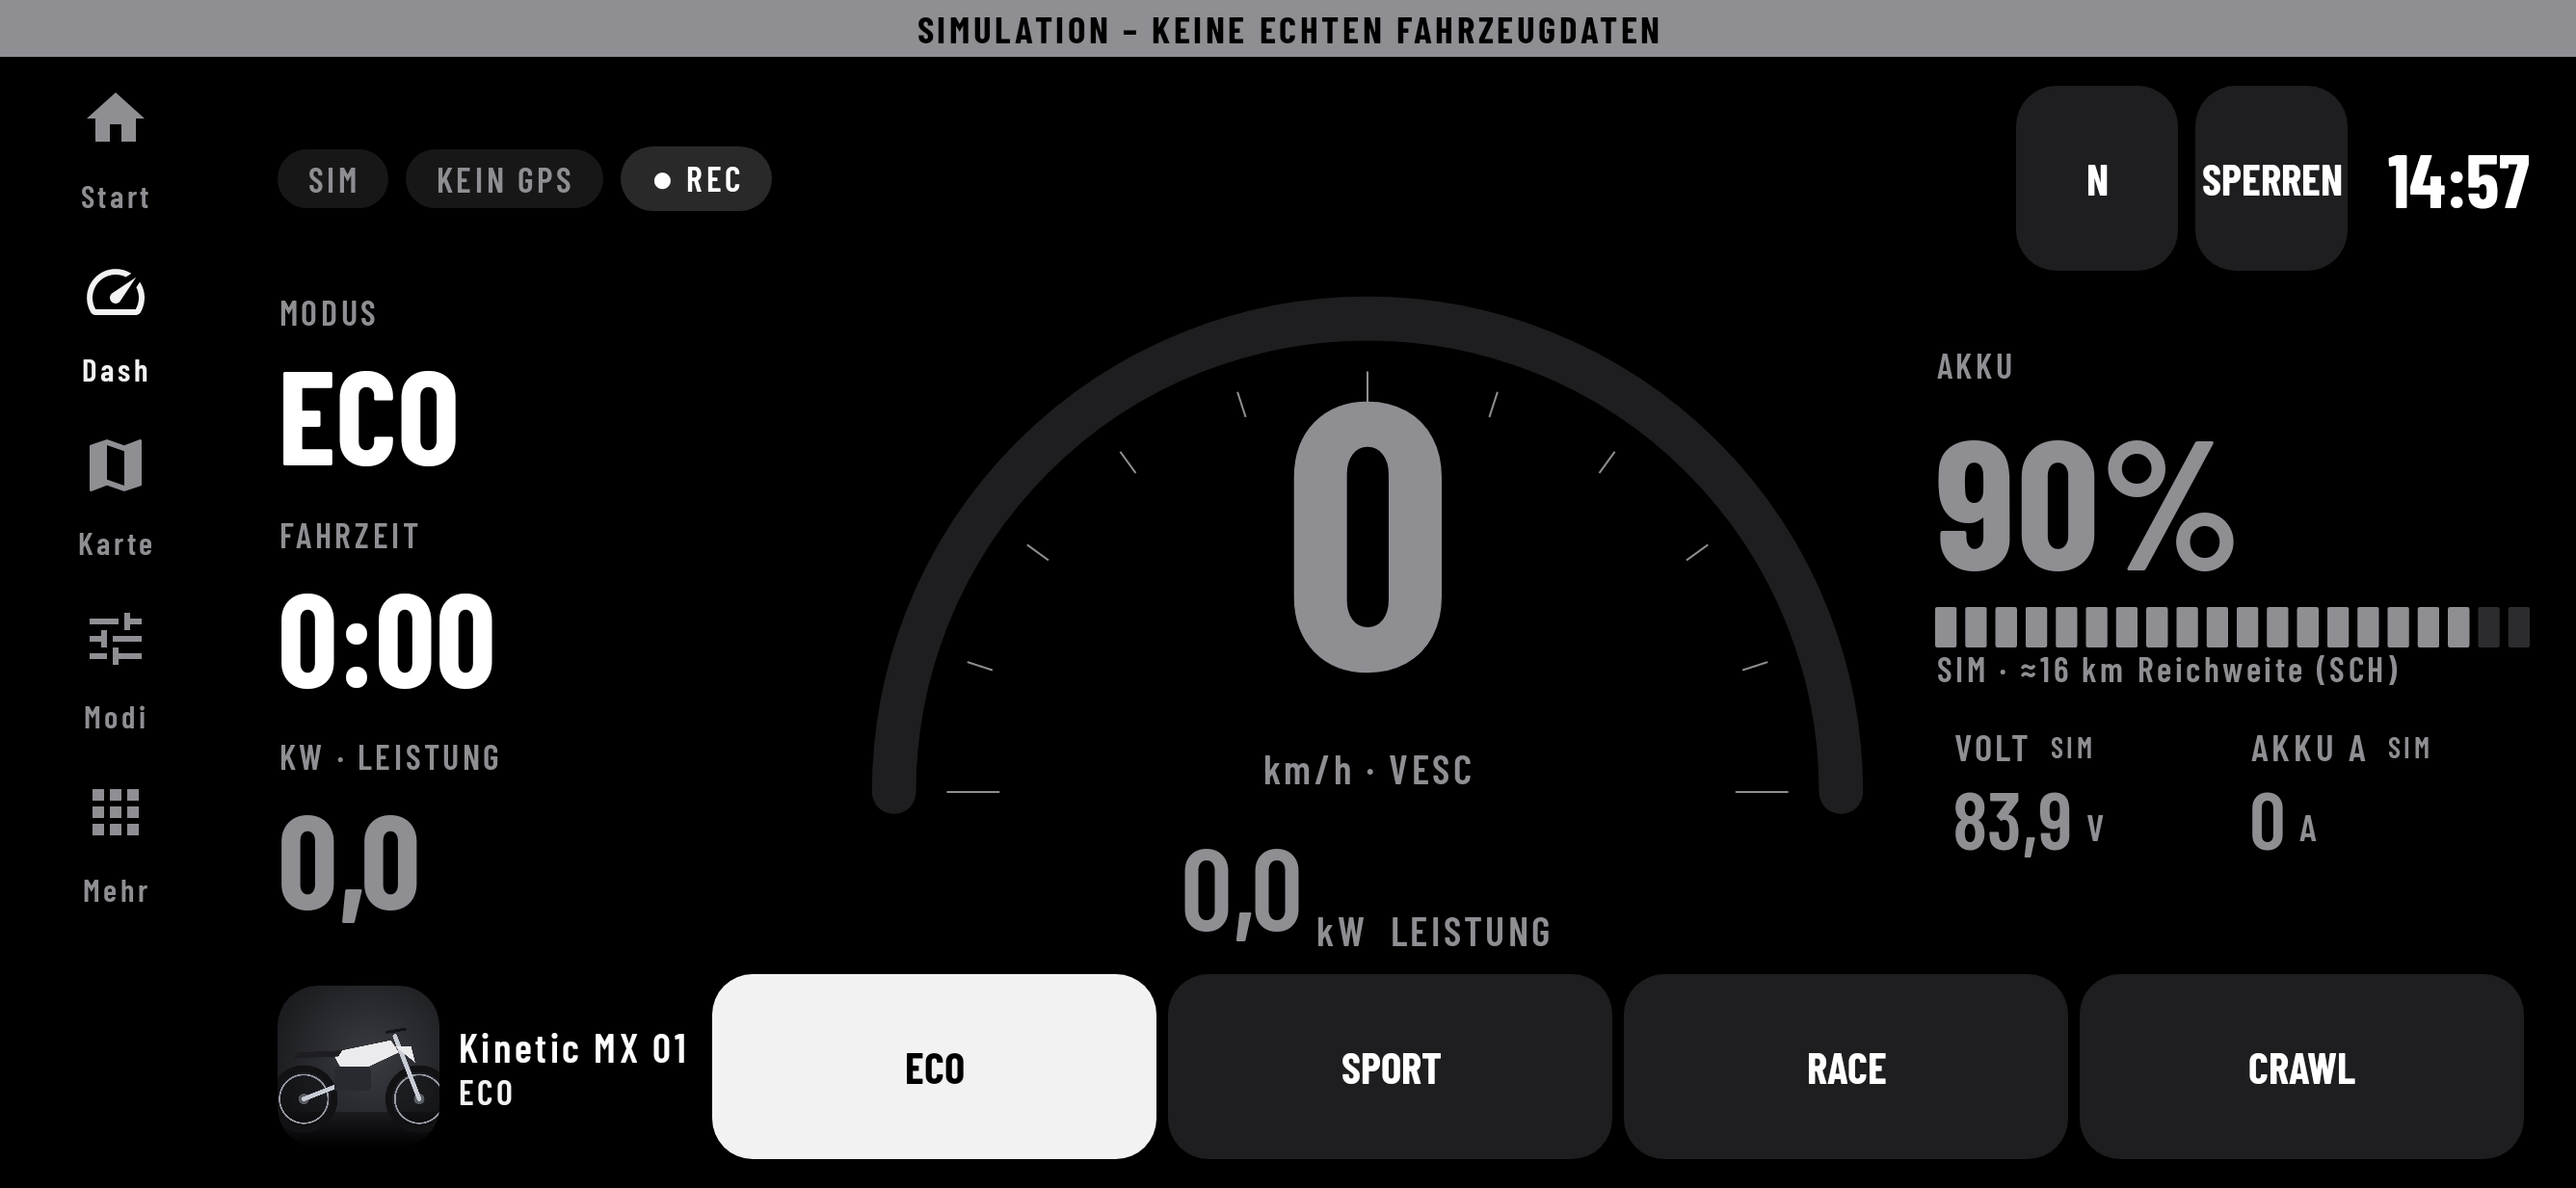 SIMULATION – KEINE ECHTEN FAHRZEUGDATEN
Start
Dash
Karte
Modi
Mehr
SIM
KEIN GPS
● REC
N
SPERREN
14:57
MODUS
ECO
FAHRZEIT
0:00
KW · LEISTUNG
0,0
0
km/h · VESC
0,0 kW LEISTUNG
AKKU
90%
SIM · ≈16 km Reichweite (SCH)
VOLT SIM
83,9 V
AKKU A SIM
0 A
Kinetic MX 01
ECO
ECO
SPORT
RACE
CRAWL